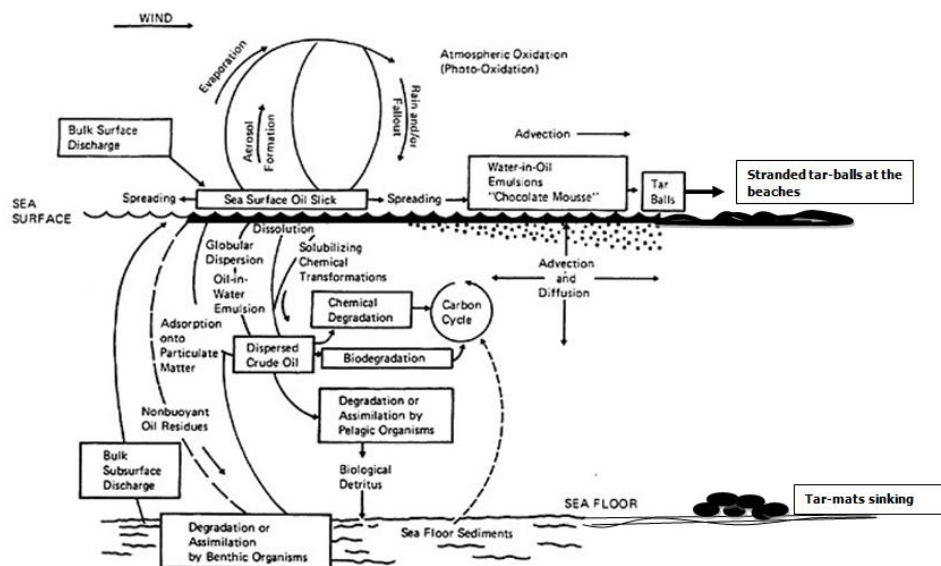 WIND
Evaporation
Atmospheric Oxidation
(Photo-Oxidation)
Rain and/or
Fallout
Aerosol
Formation
Bulk Surface
Discharge
Advection
Water-in-Oil
Emulsions
"Chocolate Mousse"
Tar
Balls
Stranded tar-balls at the
beaches
Spreading
Sea Surface Oil Slick
Spreading
SEA
SURFACE
Dissolution
Globular
Dispersion
Solubilizing
Chemical
Transformations
Oil-in-
Water
Emulsion
Advection
and
Diffusion
Chemical
Degradation
Carbon
Cycle
Adsorption
onto
Particulate
Matter
Dispersed
Crude Oil
Biodegradation
Degradation or
Assimilation by
Pelagic Organisms
Nonbuoyant
Oil Residues
Bulk
Subsurface
Discharge
Biological
Detritus
SEA FLOOR
Tar-mats sinking
Degradation or
Assimilation
by Benthic Organisms
Sea Floor Sediments